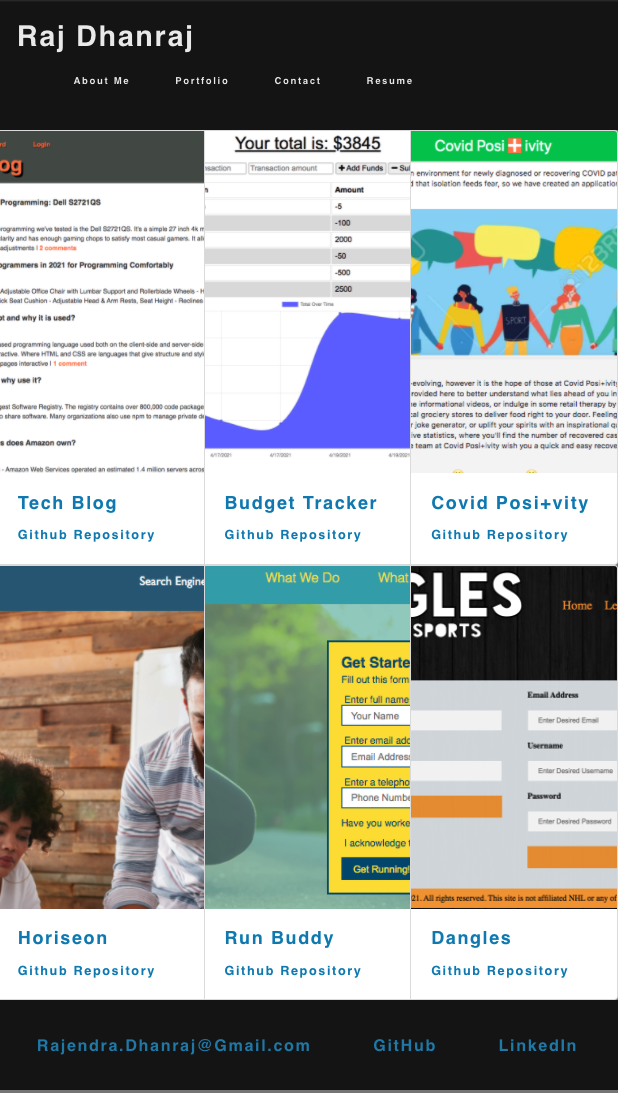 Raj Dhanraj
About Me Portfolio Contact Resume
Login
og
Programming: Dell S2721QS
programming we've tested is the Dell S2721QS. It's a simple 27 inch 4k m
larity and has enough gaming chops to satisfy most casual gamers. It al
adjustments | 2 comments
ogrammers in 2021 for Programming Comfortably
Adjustable Office Chair with Lumbar Support and Rollerblade Wheels - H
ick Seat Cushion - Adjustable Head & Arm Rests, Seat Height - Reclines
pt and why it is used?
ased programming language used both on the client-side and server-side
ractive. Where HTML and CSS are languages that give structure and styl
pages interactive | 1 comment
why use it?
gest Software Registry. The registry contains over 800,000 code package
to share software. Many organizations also use npm to manage private de
s does Amazon own?
- Amazon Web Services operated an estimated 1.4 million servers across
Your total is: $3845
nsaction Transaction amount + Add Funds − Su
Amount
-5
-100
2000
-50
-500
2500
Total Over Time
4/17/2021 4/17/2021 4/19/2021 4/19/2021
Covid Posi+ivity
n environment for newly diagnosed or recovering COVID pat
d that isolation feeds fear, so we have created an application
SPORT
123RF
-evolving, however it is the hope of those at Covid Posi+ivity
rovided here to better understand what lies ahead of you in
e informational videos, or indulge in some retail therapy by
cal grociery stores to deliver food right to your door. Feeling
r joke generator, or uplift your spirits with an inspirational q
ive statistics, where you'll find the number of recovered cas
team at Covid Posi+ivity wish you a quick and easy recove
Tech Blog
Github Repository
Budget Tracker
Github Repository
Covid Posi+vity
Github Repository
Search Engine
What We Do What
Get Starte
Fill out this form
Enter full name
Your Name
Enter email add
Email Address
Enter a telepho
Phone Numbe
Have you worke
I acknowledge t
Get Running!
GLES
SPORTS
Home Le
Email Address
Enter Desired Email
Username
Enter Desired Username
Password
Enter Desired Password
21. All rights reserved. This site is not affiliated NHL or any of
Horiseon
Github Repository
Run Buddy
Github Repository
Dangles
Github Repository
Rajendra.Dhanraj@Gmail.com GitHub LinkedIn